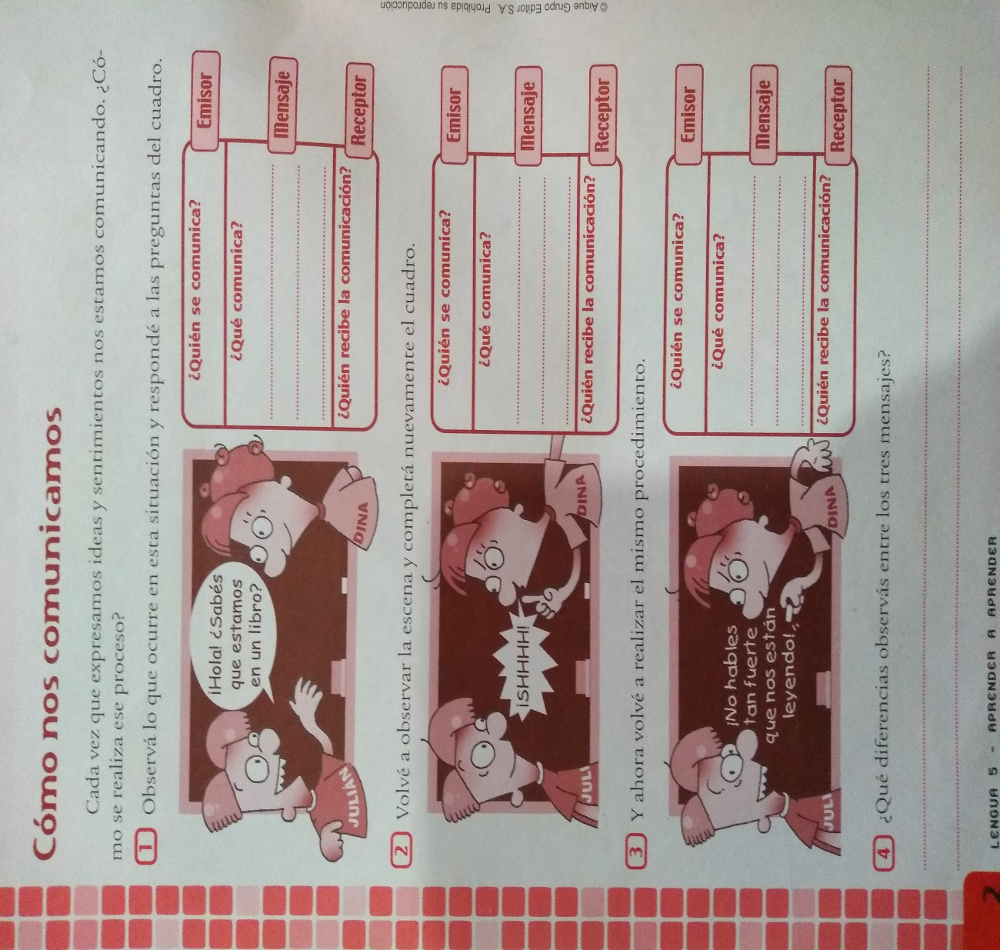 Cómo nos comunicamos
Cada vez que expresamos ideas y sentimientos nos estamos comunicando. ¿Có-
mo se realiza ese proceso?
1 Observá lo que ocurre en esta situación y respondé a las preguntas del cuadro.
¡Hola! ¿Sabés
que estamos
en un libro?
JULIÁN
DINA
¿Quién se comunica?
Emisor
¿Qué comunica?
Mensaje
¿Quién recibe la comunicación?
Receptor
2 Volvé a observar la escena y completá nuevamente el cuadro.
¡SHHHH!
JULI
DINA
¿Quién se comunica?
Emisor
¿Qué comunica?
Mensaje
¿Quién recibe la comunicación?
Receptor
3 Y ahora volvé a realizar el mismo procedimiento.
¡No hables
tan fuerte
que nos están
leyendo!
JULI
DINA
¿Quién se comunica?
Emisor
¿Qué comunica?
Mensaje
¿Quién recibe la comunicación?
Receptor
4 ¿Qué diferencias observás entre los tres mensajes?
© Aique Grupo Editor S.A. Prohibida su reproducción
2
LENGUA 5 - APRENDER A APRENDER